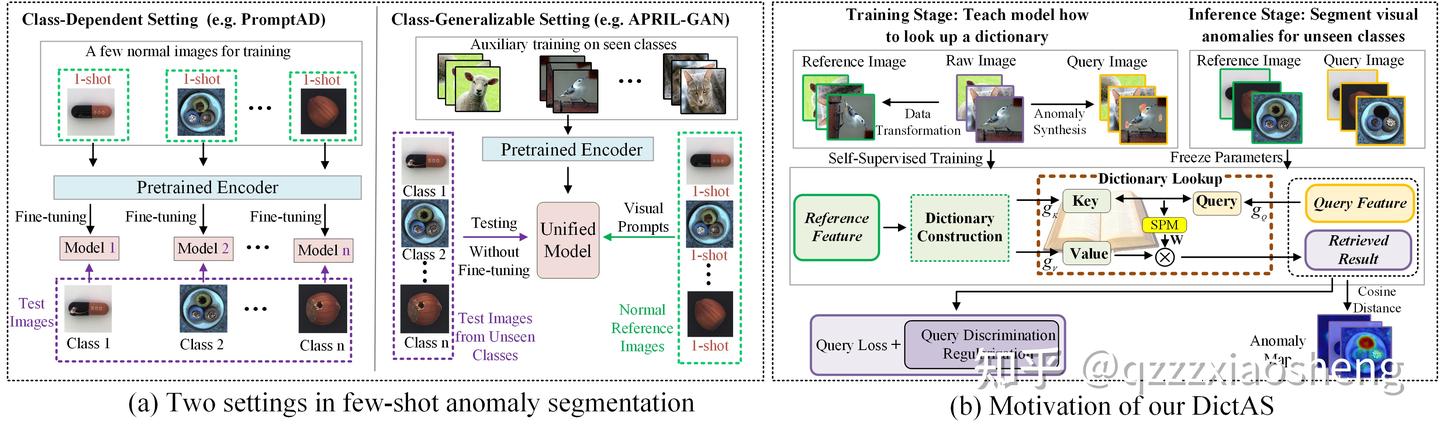 Class-Dependent Setting (e.g. PromptAD)
A few normal images for training
1-shot
1-shot
1-shot
Pretrained Encoder
Fine-tuning
Fine-tuning
Fine-tuning
Model 1
Model 2
Model n
Test
Images
Class 1
Class 2
Class n
Class-Generalizable Setting (e.g. APRIL-GAN)
Auxiliary training on seen classes
Pretrained Encoder
Class 1
Class 2
Class n
Testing
Without
Fine-tuning
Unified
Model
Visual
Prompts
1-shot
1-shot
1-shot
Test Images
from Unseen
Classes
Normal
Reference
Images
(a) Two settings in few-shot anomaly segmentation
Training Stage: Teach model how
to look up a dictionary
Inference Stage: Segment visual
anomalies for unseen classes
Reference Image
Raw Image
Query Image
Data
Transformation
Anomaly
Synthesis
Reference Image
Query Image
Self-Supervised Training
Freeze Parameters
Dictionary Lookup
Reference
Feature
Dictionary
Construction
gK
gV
Key
Value
Query
SPM
W
gQ
Query Feature
Retrieved
Result
Query Loss +
Query Discrimination
Regularization
Cosine
Distance
Anomaly
Map
知乎 @qzzzxiaosheng
(b) Motivation of our DictAS